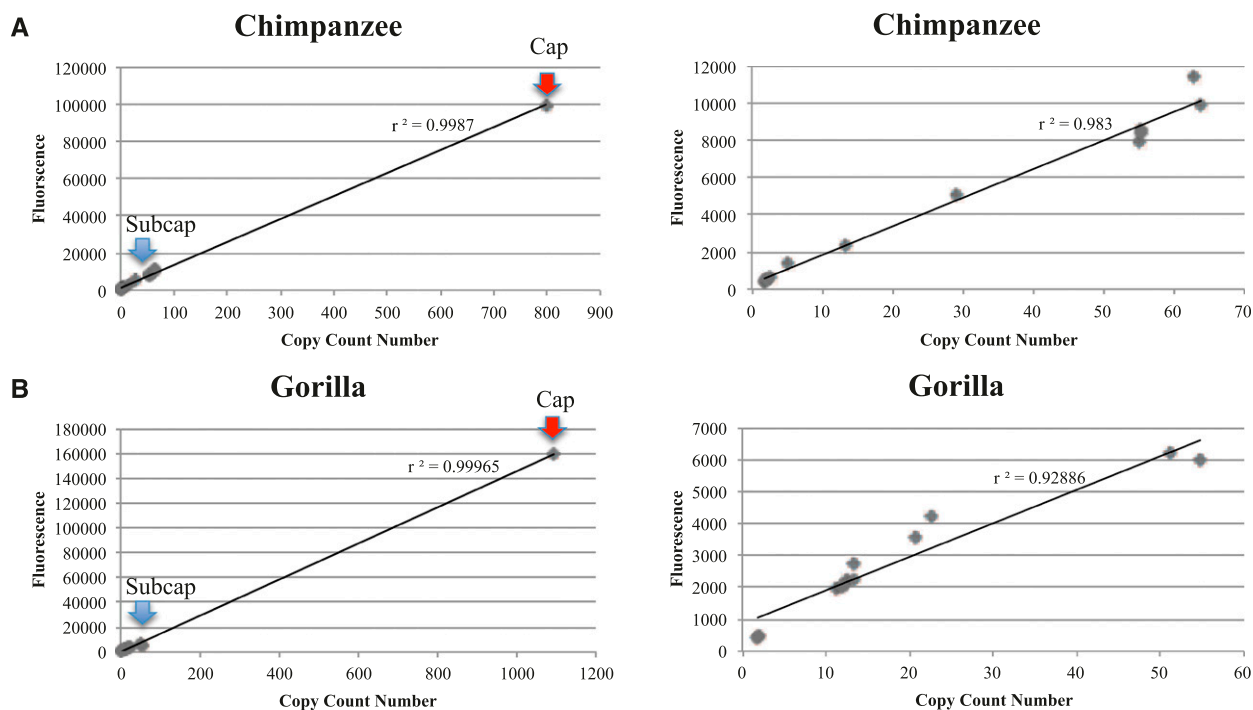 A
Chimpanzee
Cap
120000
100000
80000
60000
40000
20000
0
Fluorscence
r ² = 0.9987
Subcap
0 100 200 300 400 500 600 700 800 900
Copy Count Number
Chimpanzee
12000
10000
8000
6000
4000
2000
0
Fluorescence
r ² = 0.983
0 10 20 30 40 50 60 70
Copy Count Number
B
Gorilla
Cap
180000
160000
140000
120000
100000
80000
60000
40000
20000
0
Fluorescence
r ² = 0.99965
Subcap
0 200 400 600 800 1000 1200
Copy Count Number
Gorilla
7000
6000
5000
4000
3000
2000
1000
0
Fluorescence
r ² = 0.92886
0 10 20 30 40 50 60
Copy Count Number